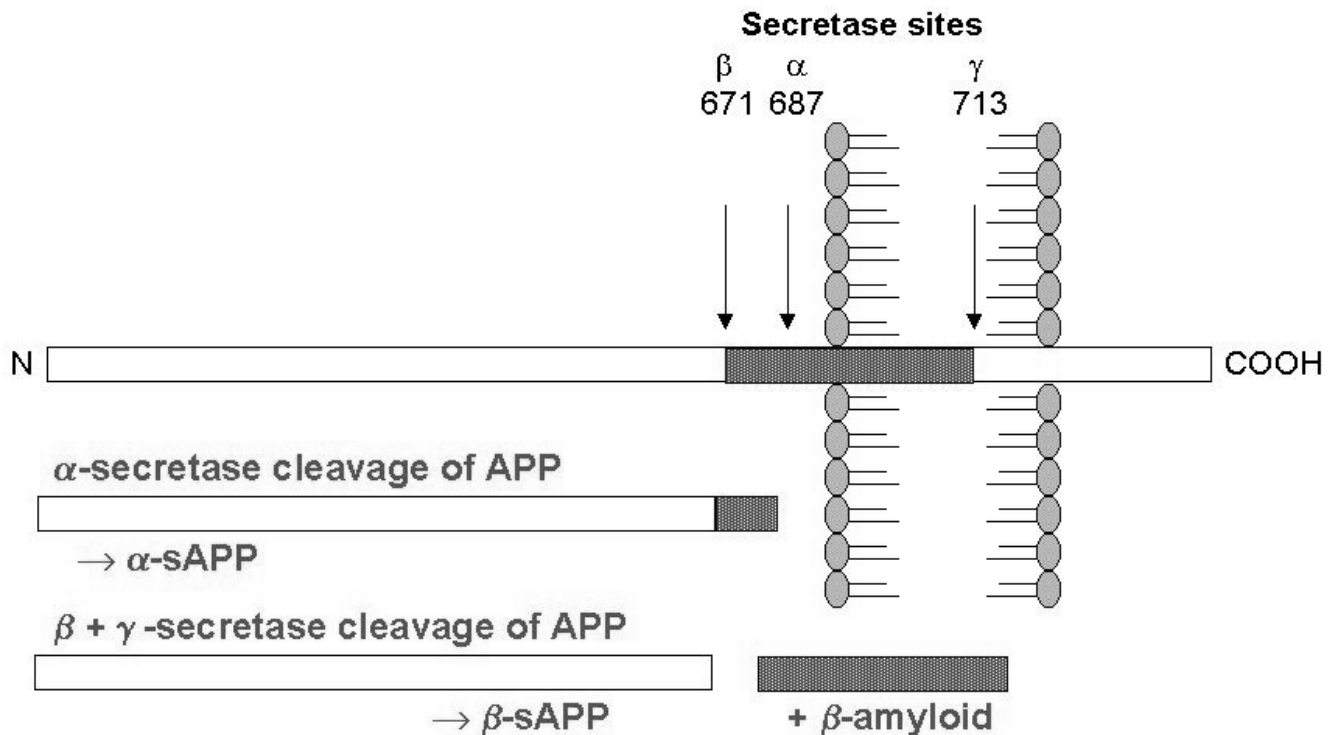 Secretase sites
β α γ
671 687 713
N COOH
α-secretase cleavage of APP
→ α-sAPP
β + γ -secretase cleavage of APP
→ β-sAPP + β-amyloid